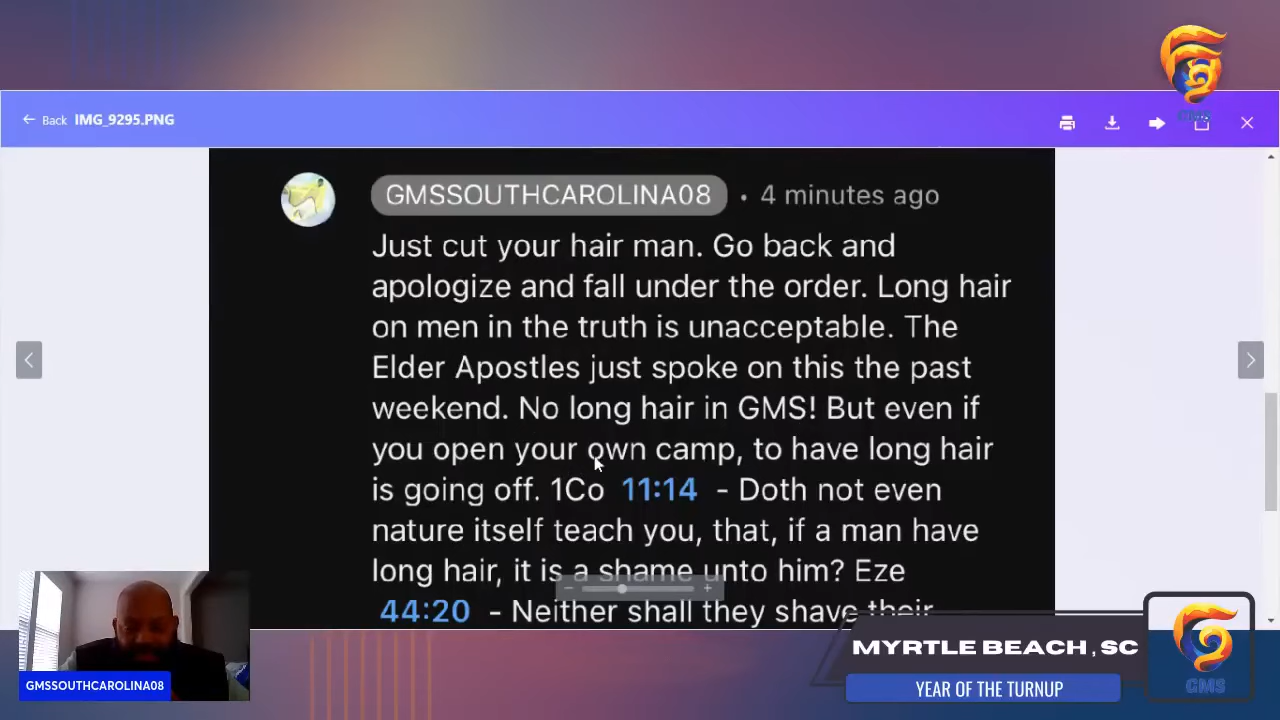 ← Back IMG_9295.PNG
GMS
GMSSOUTHCAROLINA08 • 4 minutes ago
Just cut your hair man. Go back and
apologize and fall under the order. Long hair
on men in the truth is unacceptable. The
Elder Apostles just spoke on this the past
weekend. No long hair in GMS! But even if
you open your own camp, to have long hair
is going off. 1Co 11:14 - Doth not even
nature itself teach you, that, if a man have
long hair, it is a shame unto him? Eze
44:20 - Neither shall they shave their
GMSSOUTHCAROLINA08
MYRTLE BEACH , SC
YEAR OF THE TURNUP
GMS